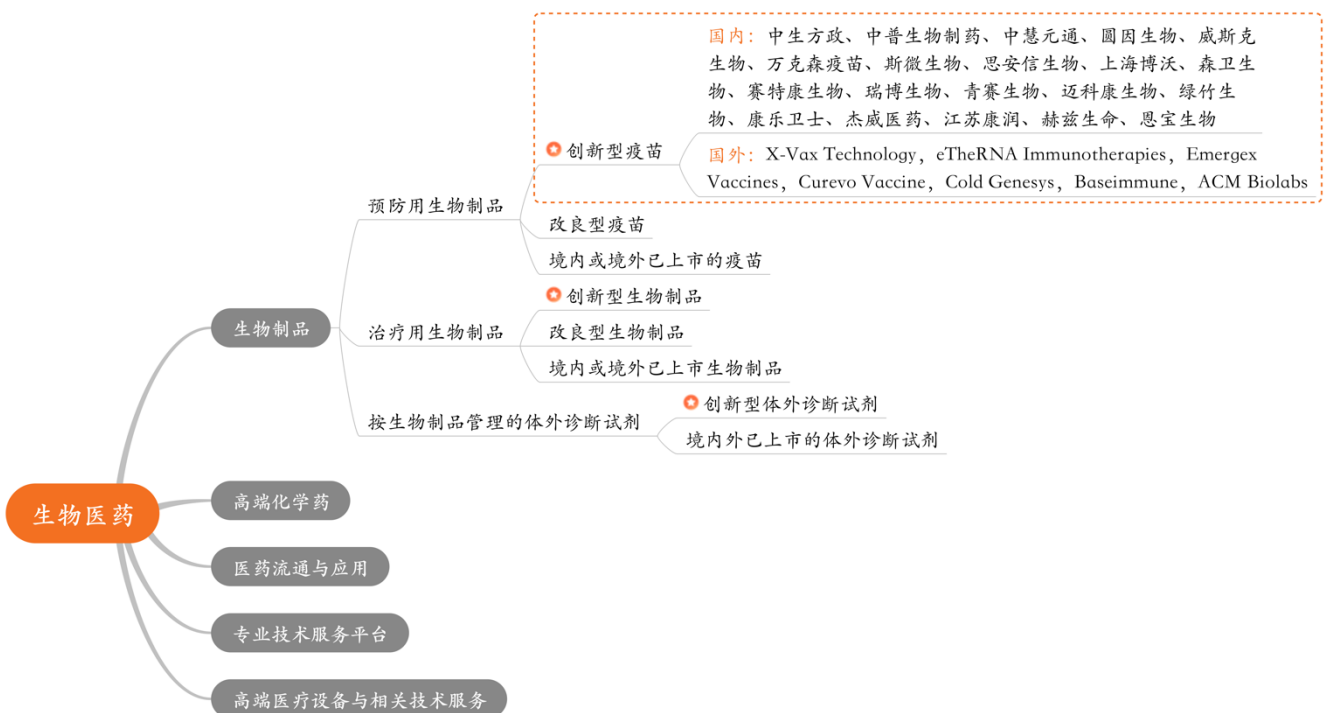 国内：中生方政、中普生物制药、中慧元通、圆因生物、威斯克
生物、万克森疫苗、斯微生物、思安信生物、上海博沃、森卫生
物、赛特康生物、瑞博生物、青赛生物、迈科康生物、绿竹生
物、康乐卫士、杰威医药、江苏康润、赫兹生命、恩宝生物
创新型疫苗
国外：X-Vax Technology，eTheRNA Immunotherapies，Emergex
Vaccines，Curevo Vaccine，Cold Genesys，Baseimmune，ACM Biolabs
预防用生物制品
改良型疫苗
境内或境外已上市的疫苗
创新型生物制品
生物制品
治疗用生物制品
改良型生物制品
境内或境外已上市生物制品
创新型体外诊断试剂
按生物制品管理的体外诊断试剂
境内外已上市的体外诊断试剂
高端化学药
生物医药
医药流通与应用
专业技术服务平台
高端医疗设备与相关技术服务